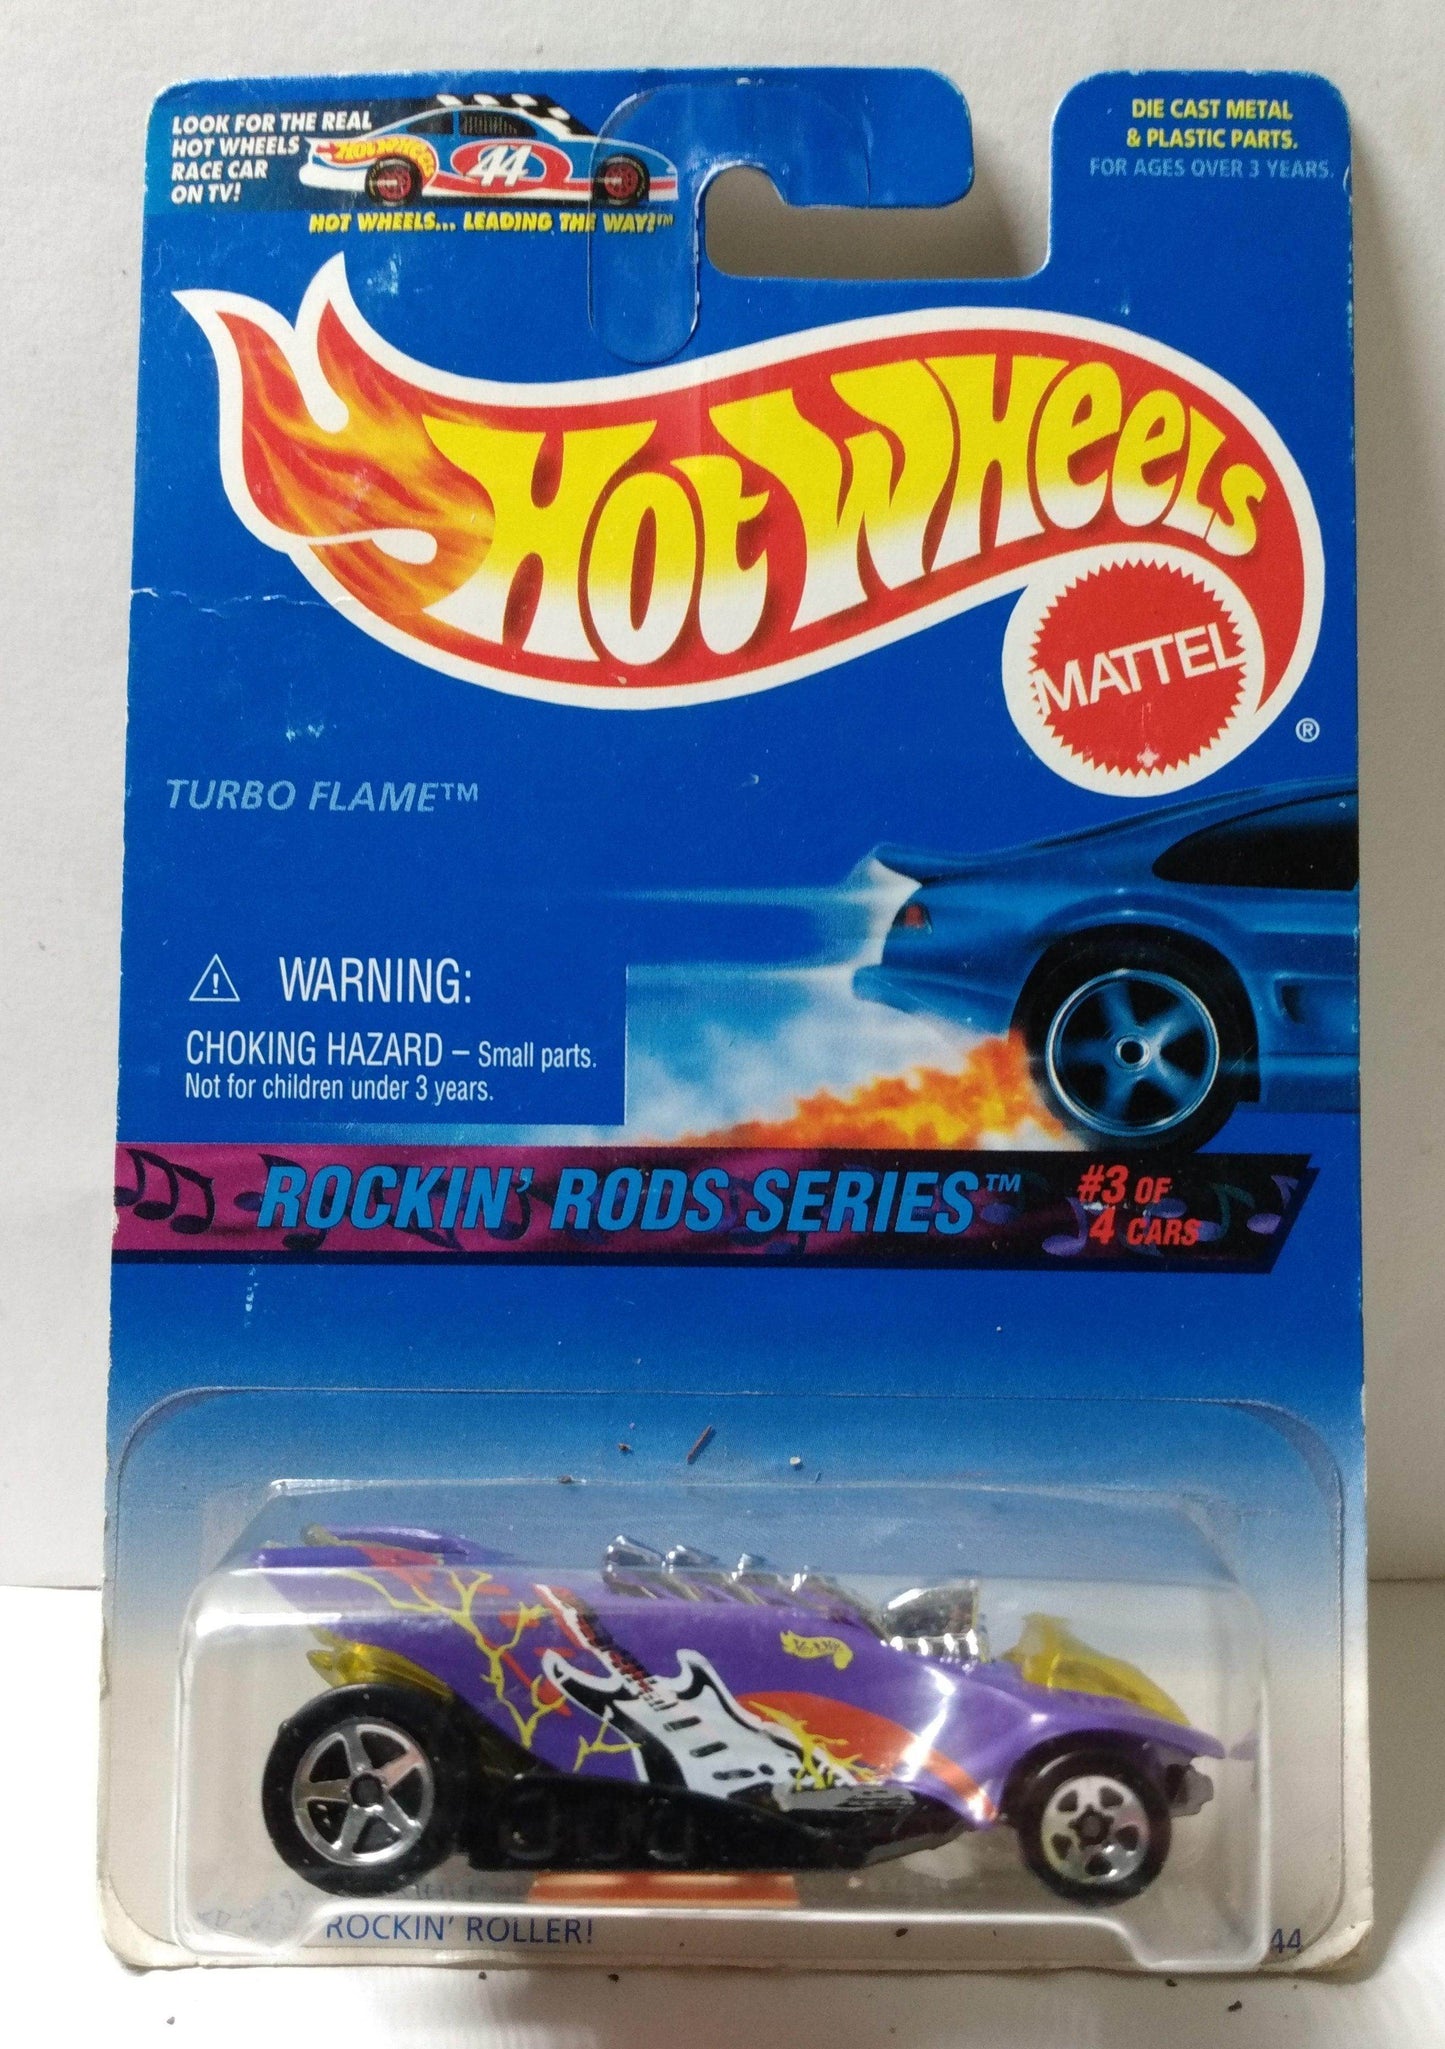 LOOK FOR THE REAL
HOT WHEELS
RACE CAR
ON TV!
HOT WHEELS
44
HOT WHEELS... LEADING THE WAY!™
DIE CAST METAL
& PLASTIC PARTS.
FOR AGES OVER 3 YEARS.
HOT WHEELS
MATTEL
®
TURBO FLAME™
WARNING:
CHOKING HAZARD – Small parts.
Not for children under 3 years.
ROCKIN' RODS SERIES™
#3 OF
4 CARS
ROCKIN' ROLLER!
44